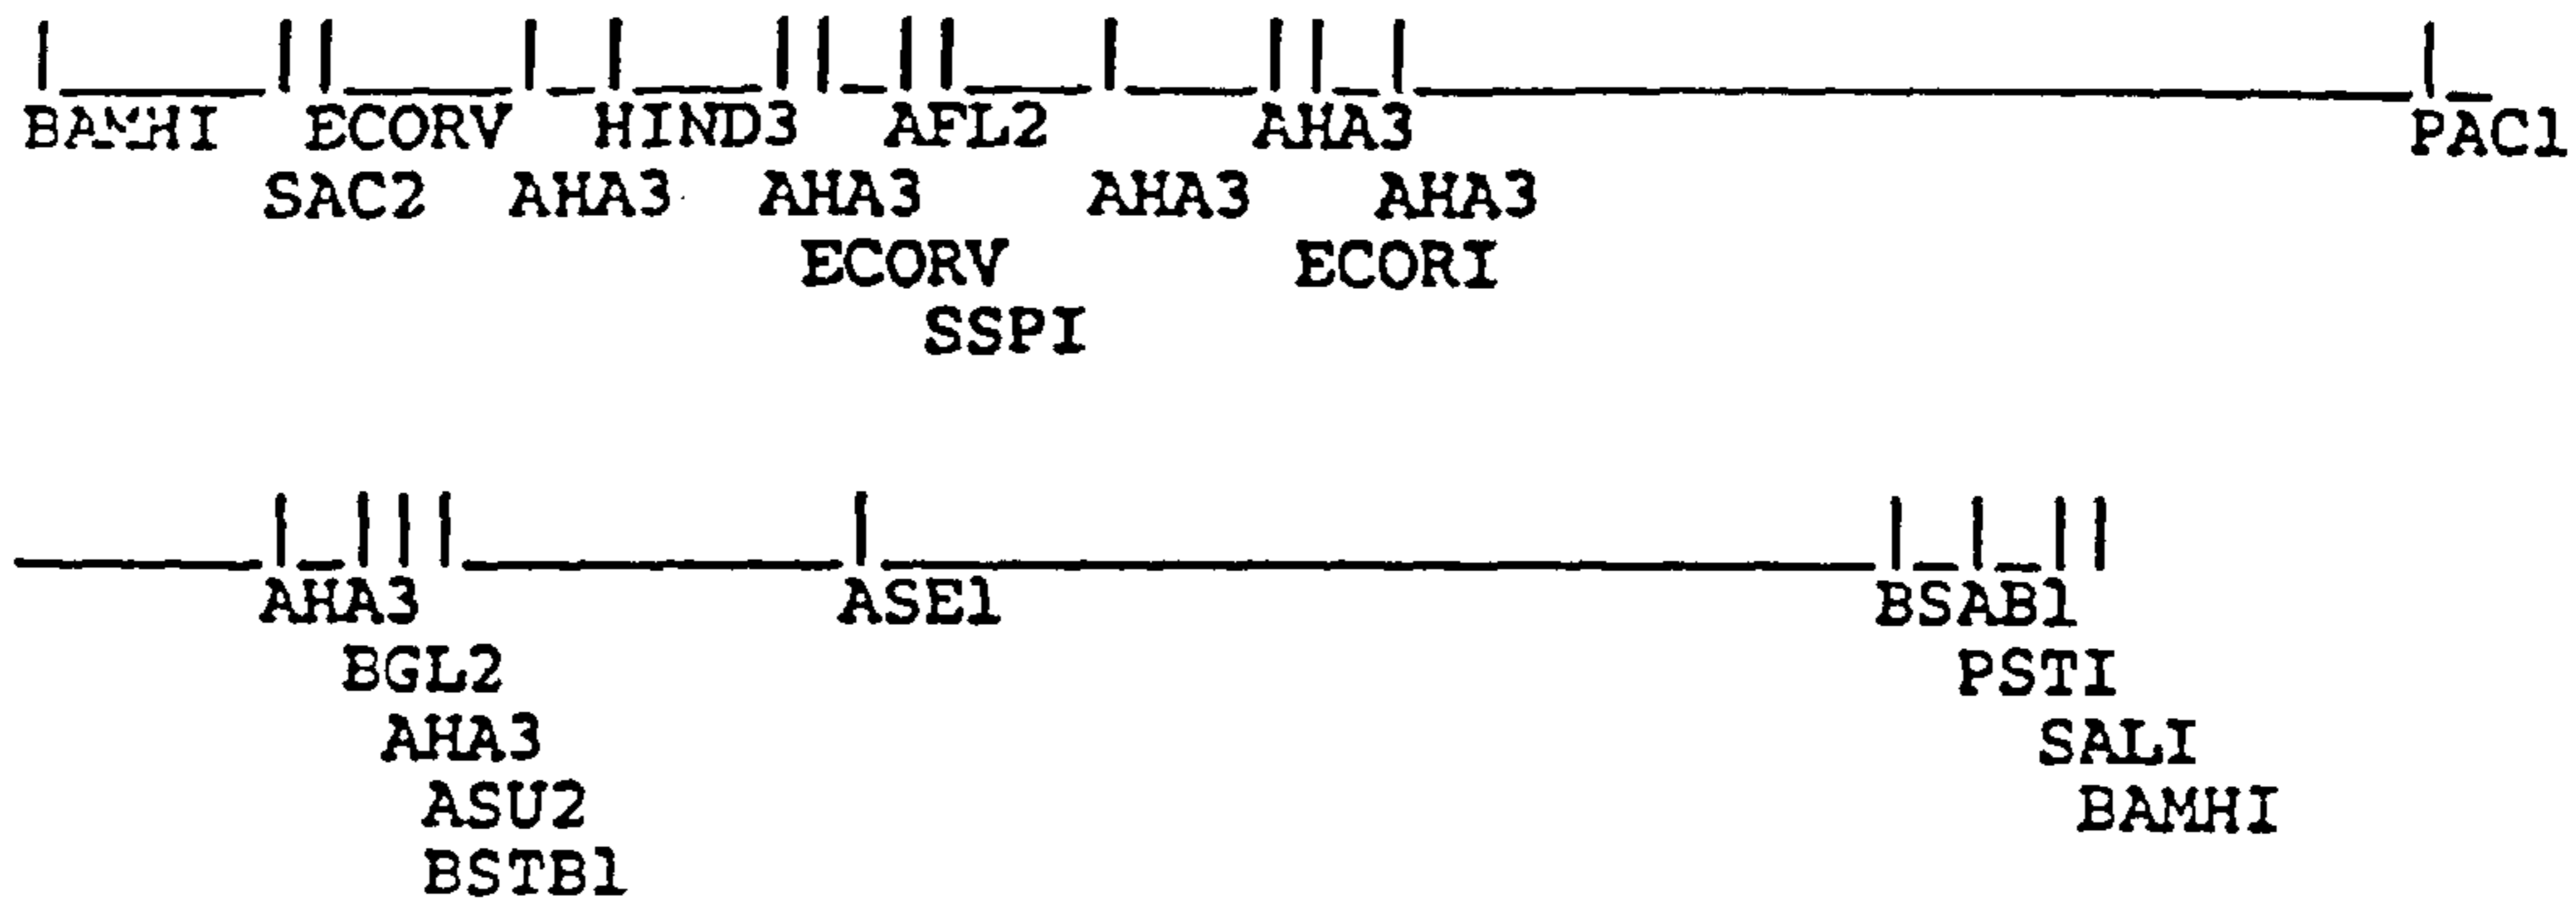 BAMHI ECORV HIND3 AFL2 AHA3 PAC1
SAC2 AHA3 AHA3 AHA3 AHA3
ECORV ECORI
SSPI
AHA3 ASE1 BSAB1
BGL2 PSTI
AHA3 SALI
ASU2 BAMHI
BSTB1